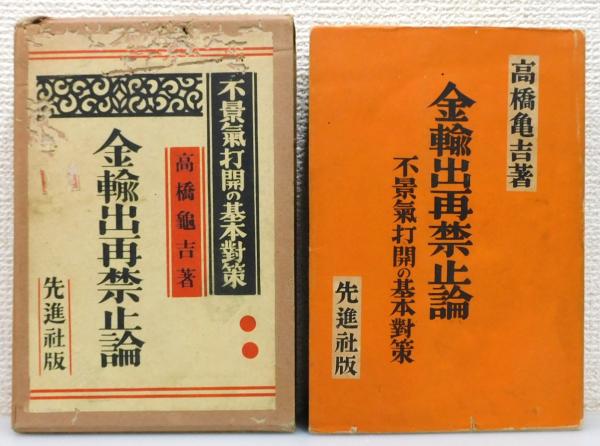 不景氣打開の基本對策
高橋龜吉著
金輸出再禁止論
先進社版
高橋亀吉著
金輸出再禁止論
不景氣打開の基本對策
先進社版